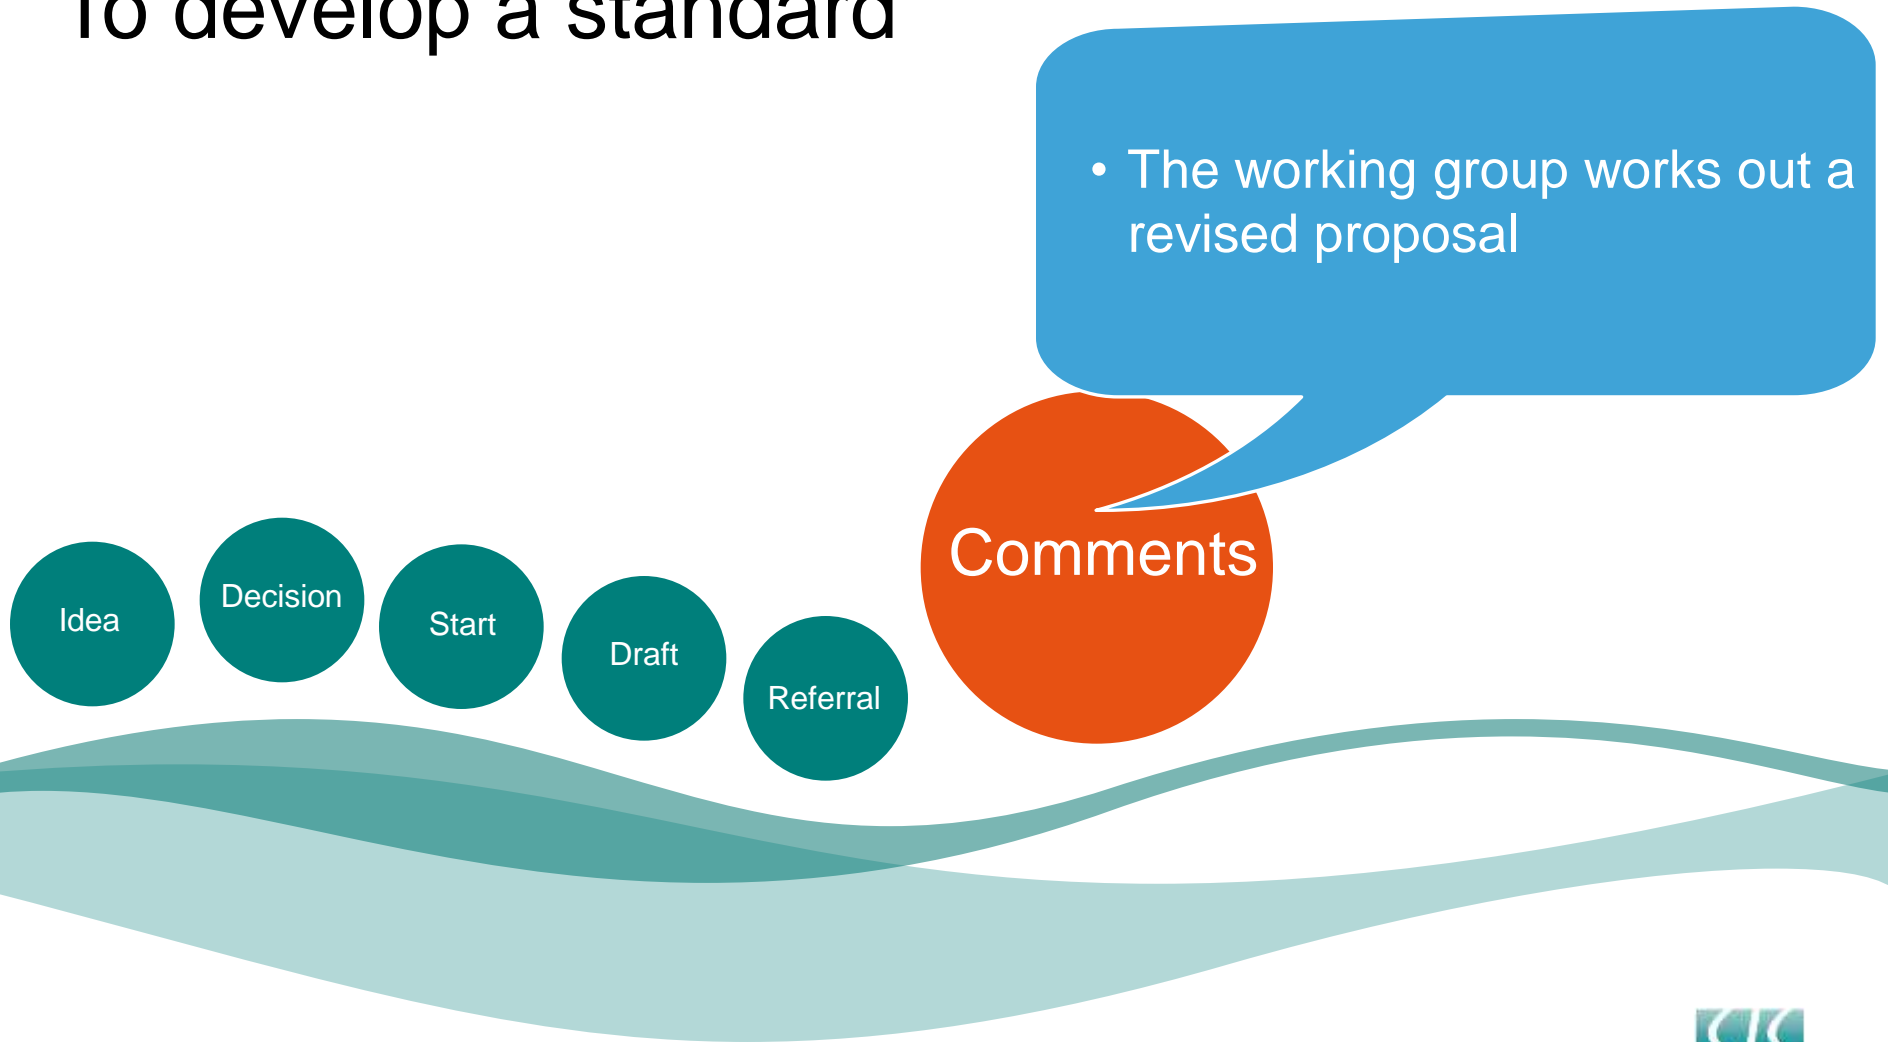 To develop a standard
• The working group works out a
revised proposal
Comments
Idea
Decision
Start
Draft
Referral